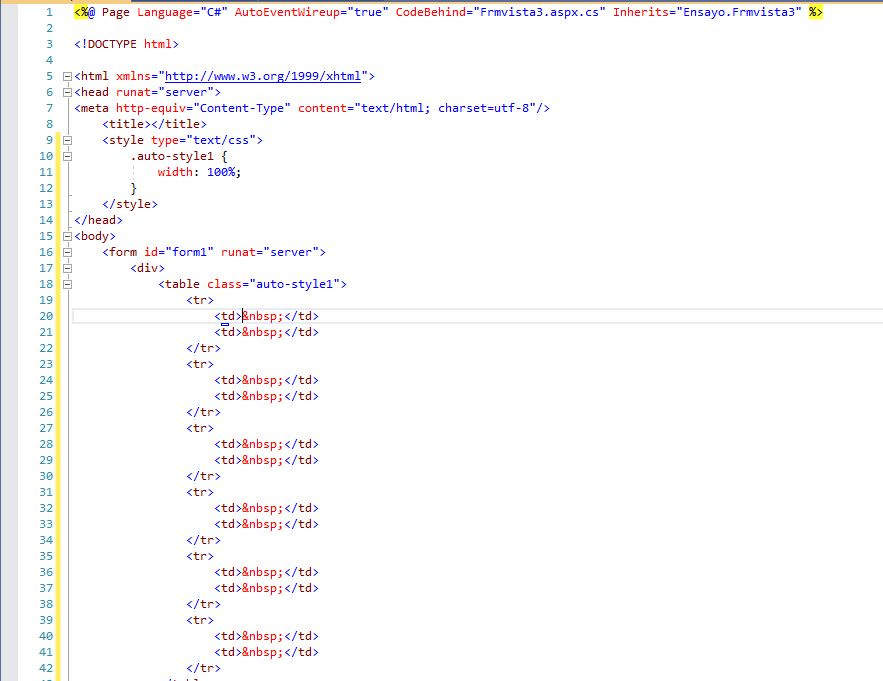 1 <%@ Page Language="C#" AutoEventWireup="true" CodeBehind="Frmvista3.aspx.cs" Inherits="Ensayo.Frmvista3" %>
2
3 <!DOCTYPE html>
4
5 <html xmlns="http://www.w3.org/1999/xhtml">
6 <head runat="server">
7 <meta http-equiv="Content-Type" content="text/html; charset=utf-8"/>
8     <title></title>
9     <style type="text/css">
10         .auto-style1 {
11             width: 100%;
12         }
13     </style>
14 </head>
15 <body>
16     <form id="form1" runat="server">
17         <div>
18             <table class="auto-style1">
19                 <tr>
20                     <td>&nbsp;</td>
21                     <td>&nbsp;</td>
22                 </tr>
23                 <tr>
24                     <td>&nbsp;</td>
25                     <td>&nbsp;</td>
26                 </tr>
27                 <tr>
28                     <td>&nbsp;</td>
29                     <td>&nbsp;</td>
30                 </tr>
31                 <tr>
32                     <td>&nbsp;</td>
33                     <td>&nbsp;</td>
34                 </tr>
35                 <tr>
36                     <td>&nbsp;</td>
37                     <td>&nbsp;</td>
38                 </tr>
39                 <tr>
40                     <td>&nbsp;</td>
41                     <td>&nbsp;</td>
42                 </tr>